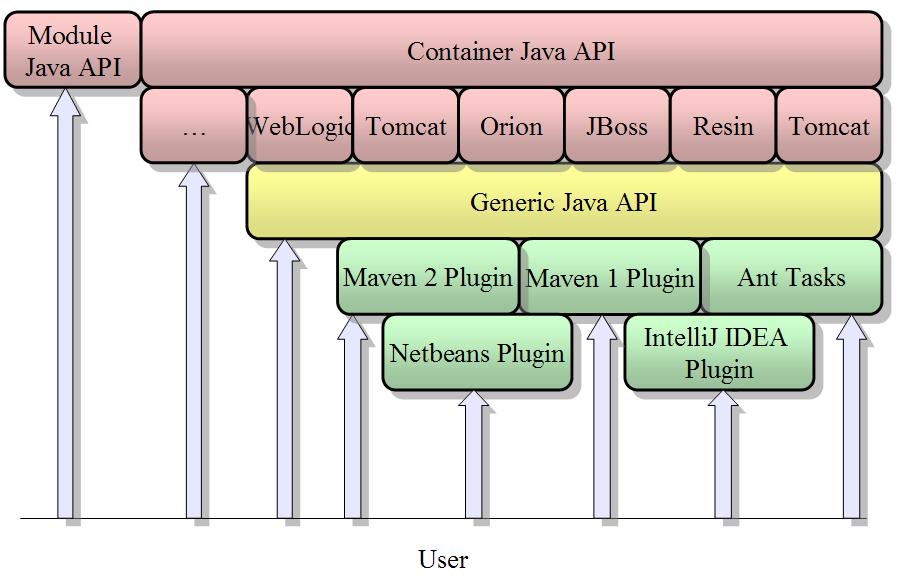 Module
Java API
Container Java API
...
WebLogic
Tomcat
Orion
JBoss
Resin
Tomcat
Generic Java API
Maven 2 Plugin
Maven 1 Plugin
Ant Tasks
Netbeans Plugin
IntelliJ IDEA
Plugin
User